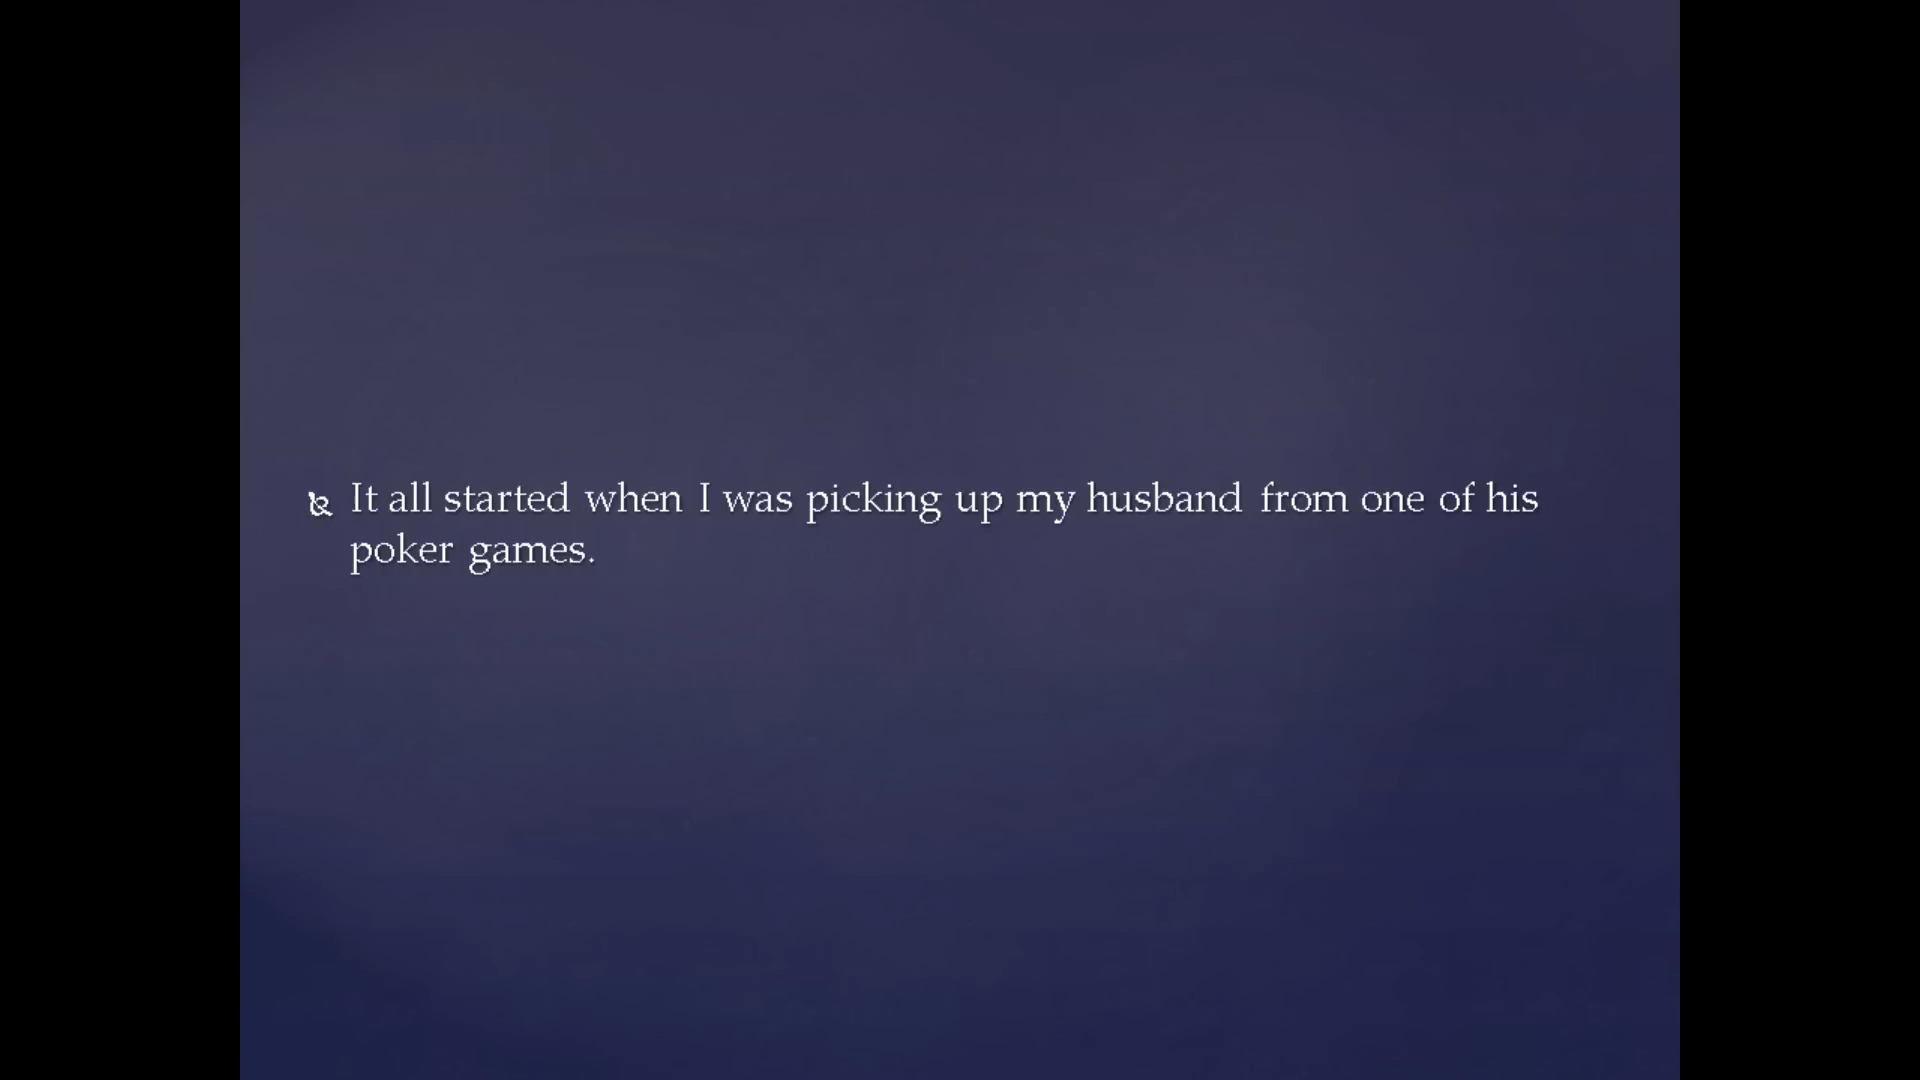 It all started when I was picking up my husband from one of his
poker games.